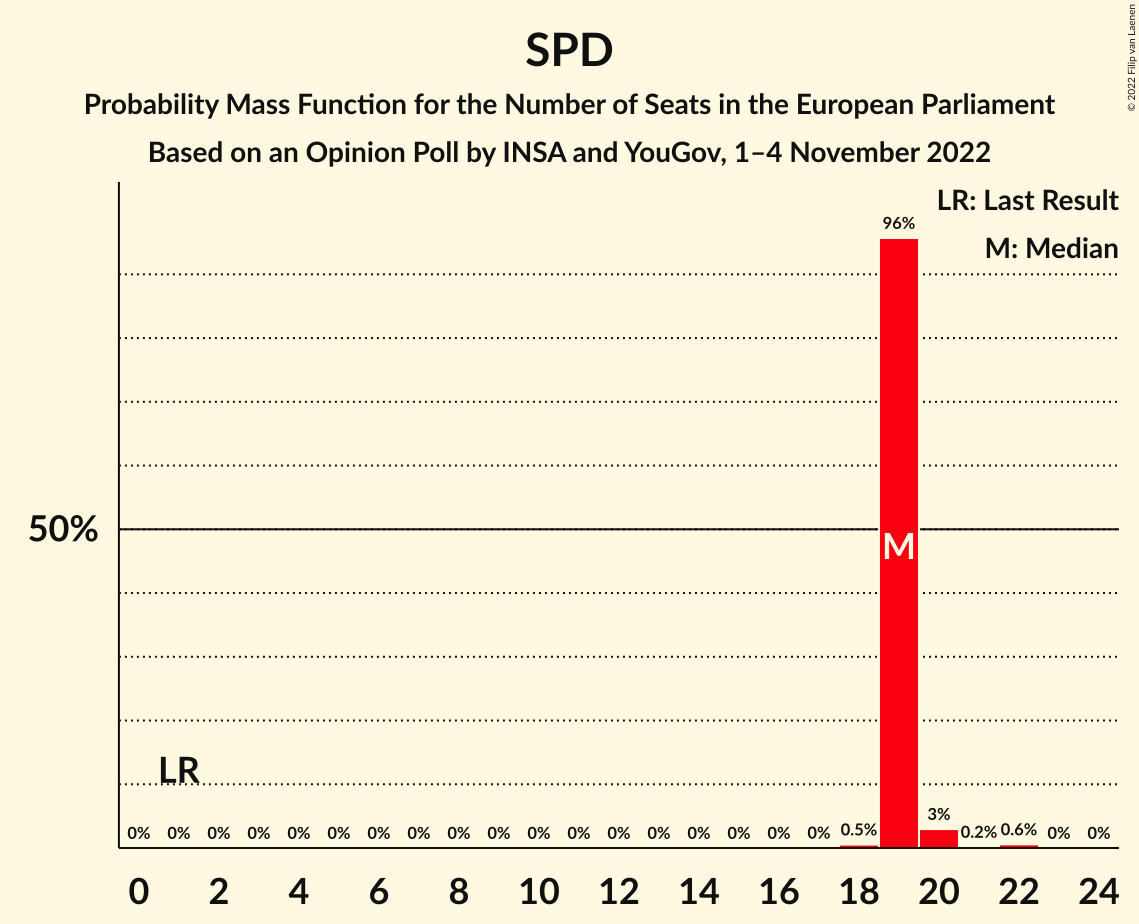 SPD
Probability Mass Function for the Number of Seats in the European Parliament
Based on an Opinion Poll by INSA and YouGov, 1–4 November 2022
© 2022 Filip van Laenen
LR: Last Result
M: Median
96%
50%
M
LR
0% 0% 0% 0% 0% 0% 0% 0% 0% 0% 0% 0% 0% 0% 0% 0% 0% 0% 0.5% 3% 0.2% 0.6% 0% 0%
0 2 4 6 8 10 12 14 16 18 20 22 24